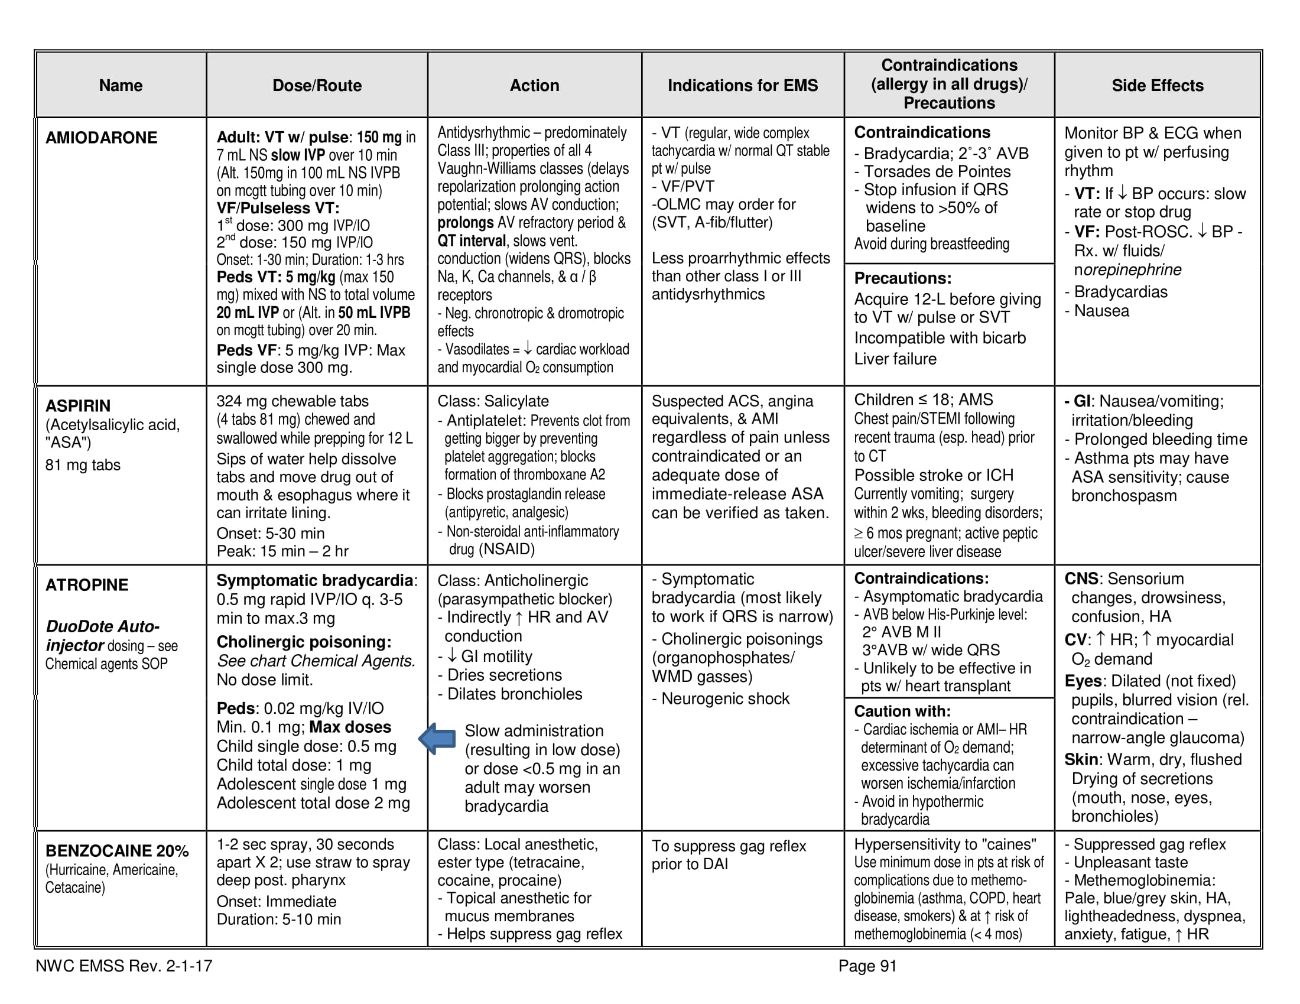 Name
Dose/Route
Action
Indications for EMS
Contraindications
(allergy in all drugs)/
Precautions
Side Effects
AMIODARONE
Adult: VT w/ pulse: 150 mg in
7 mL NS slow IVP over 10 min
(Alt. 150mg in 100 mL NS IVPB
on mcgtt tubing over 10 min)
VF/Pulseless VT:
1st dose: 300 mg IVP/IO
2nd dose: 150 mg IVP/IO
Onset: 1-30 min; Duration: 1-3 hrs
Peds VT: 5 mg/kg (max 150
mg) mixed with NS to total volume
20 mL IVP or (Alt. in 50 mL IVPB
on mcgtt tubing) over 20 min.
Peds VF: 5 mg/kg IVP: Max
single dose 300 mg.
Antidysrhythmic – predominately
Class III; properties of all 4
Vaughn-Williams classes (delays
repolarization prolonging action
potential; slows AV conduction;
prolongs AV refractory period &
QT interval, slows vent.
conduction (widens QRS), blocks
Na, K, Ca channels, & α / β
receptors
- Neg. chronotropic & dromotropic
effects
- Vasodilates = ↓ cardiac workload
and myocardial O2 consumption
- VT (regular, wide complex
tachycardia w/ normal QT stable
pt w/ pulse
- VF/PVT
-OLMC may order for
(SVT, A-fib/flutter)
Less proarrhythmic effects
than other class I or III
antidysrhythmics
Contraindications
- Bradycardia; 2˚-3˚ AVB
- Torsades de Pointes
- Stop infusion if QRS
widens to >50% of
baseline
Avoid during breastfeeding
Precautions:
Acquire 12-L before giving
to VT w/ pulse or SVT
Incompatible with bicarb
Liver failure
Monitor BP & ECG when
given to pt w/ perfusing
rhythm
- VT: If ↓ BP occurs: slow
rate or stop drug
- VF: Post-ROSC. ↓ BP -
Rx. w/ fluids/
norepinephrine
- Bradycardias
- Nausea
ASPIRIN
(Acetylsalicylic acid,
"ASA")
81 mg tabs
324 mg chewable tabs
(4 tabs 81 mg) chewed and
swallowed while prepping for 12 L
Sips of water help dissolve
tabs and move drug out of
mouth & esophagus where it
can irritate lining.
Onset: 5-30 min
Peak: 15 min – 2 hr
Class: Salicylate
- Antiplatelet: Prevents clot from
getting bigger by preventing
platelet aggregation; blocks
formation of thromboxane A2
- Blocks prostaglandin release
(antipyretic, analgesic)
- Non-steroidal anti-inflammatory
drug (NSAID)
Suspected ACS, angina
equivalents, & AMI
regardless of pain unless
contraindicated or an
adequate dose of
immediate-release ASA
can be verified as taken.
Children ≤ 18; AMS
Chest pain/STEMI following
recent trauma (esp. head) prior
to CT
Possible stroke or ICH
Currently vomiting; surgery
within 2 wks, bleeding disorders;
≥ 6 mos pregnant; active peptic
ulcer/severe liver disease
- GI: Nausea/vomiting;
irritation/bleeding
- Prolonged bleeding time
- Asthma pts may have
ASA sensitivity; cause
bronchospasm
ATROPINE
DuoDote Auto-
injector dosing – see
Chemical agents SOP
Symptomatic bradycardia:
0.5 mg rapid IVP/IO q. 3-5
min to max.3 mg
Cholinergic poisoning:
See chart Chemical Agents.
No dose limit.
Peds: 0.02 mg/kg IV/IO
Min. 0.1 mg; Max doses
Child single dose: 0.5 mg
Child total dose: 1 mg
Adolescent single dose 1 mg
Adolescent total dose 2 mg
Class: Anticholinergic
(parasympathetic blocker)
- Indirectly ↑ HR and AV
conduction
- ↓ GI motility
- Dries secretions
- Dilates bronchioles
Slow administration
(resulting in low dose)
or dose <0.5 mg in an
adult may worsen
bradycardia
- Symptomatic
bradycardia (most likely
to work if QRS is narrow)
- Cholinergic poisonings
(organophosphates/
WMD gasses)
- Neurogenic shock
Contraindications:
- Asymptomatic bradycardia
- AVB below His-Purkinje level:
2° AVB M II
3°AVB w/ wide QRS
- Unlikely to be effective in
pts w/ heart transplant
Caution with:
- Cardiac ischemia or AMI– HR
determinant of O2 demand;
excessive tachycardia can
worsen ischemia/infarction
- Avoid in hypothermic
bradycardia
CNS: Sensorium
changes, drowsiness,
confusion, HA
CV: ↑ HR; ↑ myocardial
O2 demand
Eyes: Dilated (not fixed)
pupils, blurred vision (rel.
contraindication –
narrow-angle glaucoma)
Skin: Warm, dry, flushed
Drying of secretions
(mouth, nose, eyes,
bronchioles)
BENZOCAINE 20%
(Hurricaine, Americaine,
Cetacaine)
1-2 sec spray, 30 seconds
apart X 2; use straw to spray
deep post. pharynx
Onset: Immediate
Duration: 5-10 min
Class: Local anesthetic,
ester type (tetracaine,
cocaine, procaine)
- Topical anesthetic for
mucus membranes
- Helps suppress gag reflex
To suppress gag reflex
prior to DAI
Hypersensitivity to "caines"
Use minimum dose in pts at risk of
complications due to methemo-
globinemia (asthma, COPD, heart
disease, smokers) & at ↑ risk of
methemoglobinemia (< 4 mos)
- Suppressed gag reflex
- Unpleasant taste
- Methemoglobinemia:
Pale, blue/grey skin, HA,
lightheadedness, dyspnea,
anxiety, fatigue, ↑ HR
NWC EMSS Rev. 2-1-17
Page 91